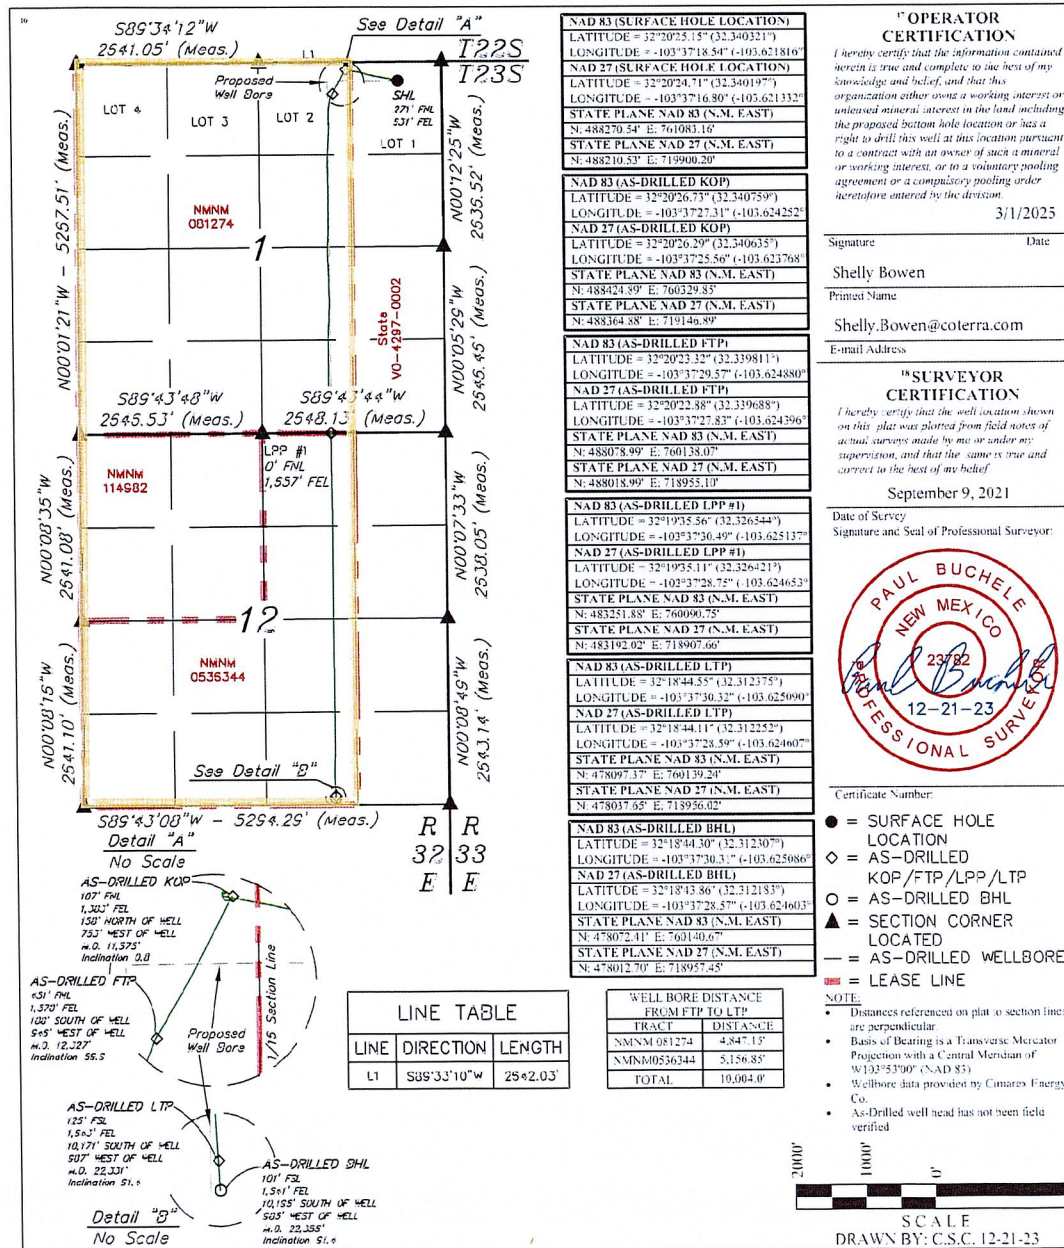 S89°34'12"W
2541.05' (Meas.)
L1
See Detail "A"
T22S
T23S
Proposed
Well Bore
SHL
531' FEL
LOT 4
LOT 3
LOT 2
LOT 1
N00°01'21"W – 5257.51' (Meas.)
NMNM
081274
1
N00°12'25"W
2535.52' (Meas.)
State
VO-4297-0002
N00°05'29"W
2545.45' (Meas.)
S89°43'48"W
2545.53' (Meas.)
S89°43'44"W
2548.13' (Meas.)
LPP #1
0' FNL
1,557' FEL
NMNM
114982
N00°08'35"W
2541.08' (Meas.)
N00°07'33"W
2538.05' (Meas.)
12
NMNM
0536344
N00°08'15"W
2541.10' (Meas.)
N00°08'49"W
2543.14' (Meas.)
See Detail "B"
S89°43'08"W – 5294.29' (Meas.)
R R
32 33
E E
Detail "A"
No Scale
AS-DRILLED KOP
107' FNL
158' NORTH OF WELL
753' WEST OF WELL
M.D. 11,575'
Inclination 0.8
AS-DRILLED FTP
1,370' FEL
SOUTH OF WELL
WEST OF WELL
M.D. 12,327'
Inclination
Proposed
Well Bore
1/16 Section Line
AS-DRILLED LTP
125' FSL
10,171' SOUTH OF WELL
WEST OF WELL
M.D. 22,331'
Inclination
AS-DRILLED BHL
101' FSL
10,195' SOUTH OF WELL
WEST OF WELL
M.D. 22,355'
Inclination
Detail "B"
No Scale
NAD 83 (SURFACE HOLE LOCATION)
LATITUDE = 32°20'25.15" (32.340321°)
LONGITUDE = -103°37'18.54" (-103.621816°
NAD 27 (SURFACE HOLE LOCATION)
LATITUDE = 32°20'24.71" (32.340197°)
LONGITUDE = -103°37'16.80" (-103.621332°
STATE PLANE NAD 83 (N.M. EAST)
N: 488270.54' E: 761083.16'
STATE PLANE NAD 27 (N.M. EAST)
N: 488210.53' E: 719900.20'
NAD 83 (AS-DRILLED KOP)
LATITUDE = 32°20'26.73" (32.340759°)
LONGITUDE = -103°37'27.31" (-103.624252°
NAD 27 (AS-DRILLED KOP)
LATITUDE = 32°20'26.29" (32.340635°)
LONGITUDE = -103°37'25.56" (-103.623768°
STATE PLANE NAD 83 (N.M. EAST)
N: 488424.89' E: 760329.85'
STATE PLANE NAD 27 (N.M. EAST)
N: 488364.88' E: 719146.89'
NAD 83 (AS-DRILLED FTP)
LATITUDE = 32°20'23.32" (32.339811°)
LONGITUDE = -103°37'29.57" (-103.624880°
NAD 27 (AS-DRILLED FTP)
LATITUDE = 32°20'22.88" (32.339688°)
LONGITUDE = -103°37'27.83" (-103.624396°
STATE PLANE NAD 83 (N.M. EAST)
N: 488078.99' E: 760138.07'
STATE PLANE NAD 27 (N.M. EAST)
N: 488018.99' E: 718955.10'
NAD 83 (AS-DRILLED LPP #1)
LATITUDE = 32°19'35.56" (32.326544°)
LONGITUDE = -103°37'30.49" (-103.625137°
NAD 27 (AS-DRILLED LPP #1)
LATITUDE = 32°19'35.11" (32.326421°)
LONGITUDE = -103°37'28.75" (-103.624653°
STATE PLANE NAD 83 (N.M. EAST)
N: 483251.88' E: 760090.75'
STATE PLANE NAD 27 (N.M. EAST)
N: 483192.02' E: 718907.66'
NAD 83 (AS-DRILLED LTP)
LATITUDE = 32°18'44.55" (32.312375°)
LONGITUDE = -103°37'30.32" (-103.625090°
NAD 27 (AS-DRILLED LTP)
LATITUDE = 32°18'44.11" (32.312252°)
LONGITUDE = -103°37'28.59" (-103.624607°
STATE PLANE NAD 83 (N.M. EAST)
N: 478097.37' E: 760139.24'
STATE PLANE NAD 27 (N.M. EAST)
N: 478037.65' E: 718956.02'
NAD 83 (AS-DRILLED BHL)
LATITUDE = 32°18'44.30" (32.312307°)
LONGITUDE = -103°37'30.31" (-103.625086°
NAD 27 (AS-DRILLED BHL)
LATITUDE = 32°18'43.86" (32.312183°)
LONGITUDE = -103°37'28.57" (-103.624603°
STATE PLANE NAD 83 (N.M. EAST)
N: 478072.41' E: 760140.67'
STATE PLANE NAD 27 (N.M. EAST)
N: 478012.70' E: 718957.45'
LINE TABLE
LINE DIRECTION LENGTH
L1 S89°33'10"W 2542.03'
WELL BORE DISTANCE
FROM FTP TO LTP
TRACT DISTANCE
NMNM 081274 4,847.15'
NMNM0536344 5,156.85'
TOTAL 10,004.0'
17 OPERATOR
CERTIFICATION
I hereby certify that the information contained
herein is true and complete to the best of my
knowledge and belief, and that this
organization either owns a working interest or
unleased mineral interest in the land including
the proposed bottom hole location or has a
right to drill this well at this location pursuant
to a contract with an owner of such a mineral
or working interest, or to a voluntary pooling
agreement or a compulsory pooling order
heretofore entered by the division.
3/1/2025
Signature Date
Shelly Bowen
Printed Name
Shelly.Bowen@coterra.com
E-mail Address
18 SURVEYOR
CERTIFICATION
I hereby certify that the well location shown
on this plat was plotted from field notes of
actual surveys made by me or under my
supervision, and that the same is true and
correct to the best of my belief
September 9, 2021
Date of Survey
Signature and Seal of Professional Surveyor:
PAUL BUCHELE
NEW MEXICO
23782
Paul Buchele
12-21-23
PROFESSIONAL SURVEYOR
Certificate Number:
= SURFACE HOLE
LOCATION
= AS-DRILLED
KOP/FTP/LPP/LTP
= AS-DRILLED BHL
= SECTION CORNER
LOCATED
= AS-DRILLED WELLBORE
= LEASE LINE
NOTE:
• Distances referenced on plat to section lines
are perpendicular.
• Basis of Bearing is a Transverse Mercator
Projection with a Central Meridian of
W103°53'00" (NAD 83)
• Wellbore data provided by Cimarex Energy
Co.
• As-Drilled well head has not been field
verified
2000' 1000' 0'
SCALE
DRAWN BY: C.S.C. 12-21-23